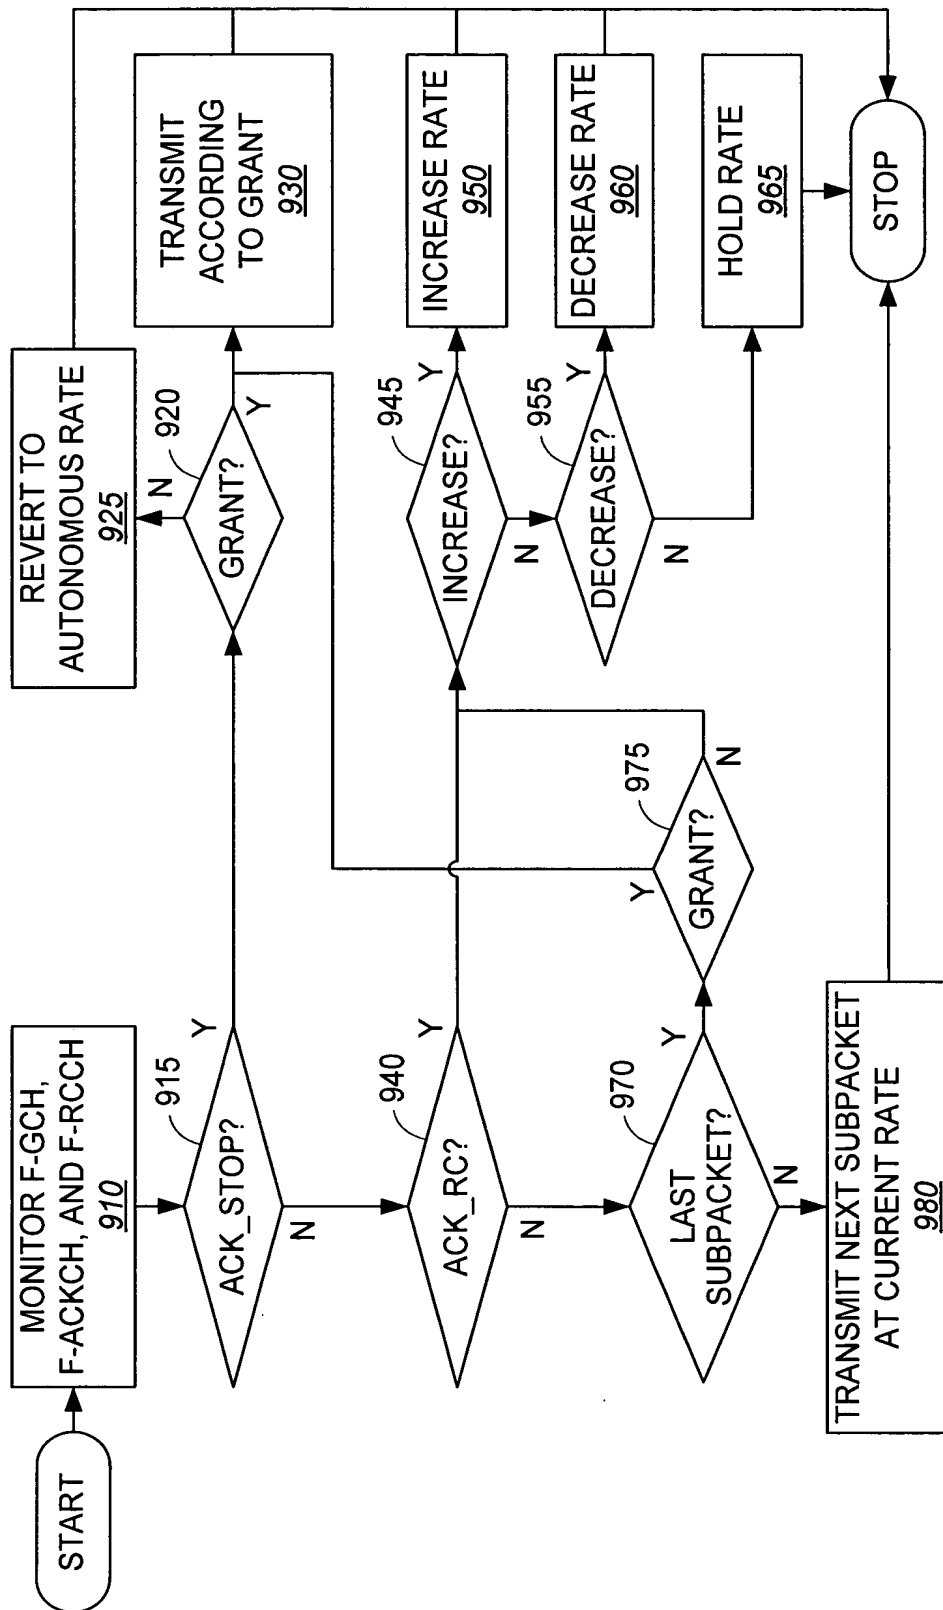 START
MONITOR F-GCH,
F-ACKCH, AND F-RCCH
910
ACK_STOP?
915
Y
N
GRANT?
920
N
Y
REVERT TO
AUTONOMOUS RATE
925
TRANSMIT
ACCORDING
TO GRANT
930
ACK_RC?
940
Y
N
INCREASE?
945
Y
N
INCREASE RATE
950
DECREASE?
955
Y
N
DECREASE RATE
960
HOLD RATE
965
LAST
SUBPACKET?
970
Y
N
GRANT?
975
Y
N
TRANSMIT NEXT SUBPACKET
AT CURRENT RATE
980
STOP